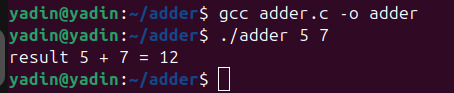 yadin@yadin:~/adder$ gcc adder.c -o adder
yadin@yadin:~/adder$ ./adder 5 7
result 5 + 7 = 12
yadin@yadin:~/adder$